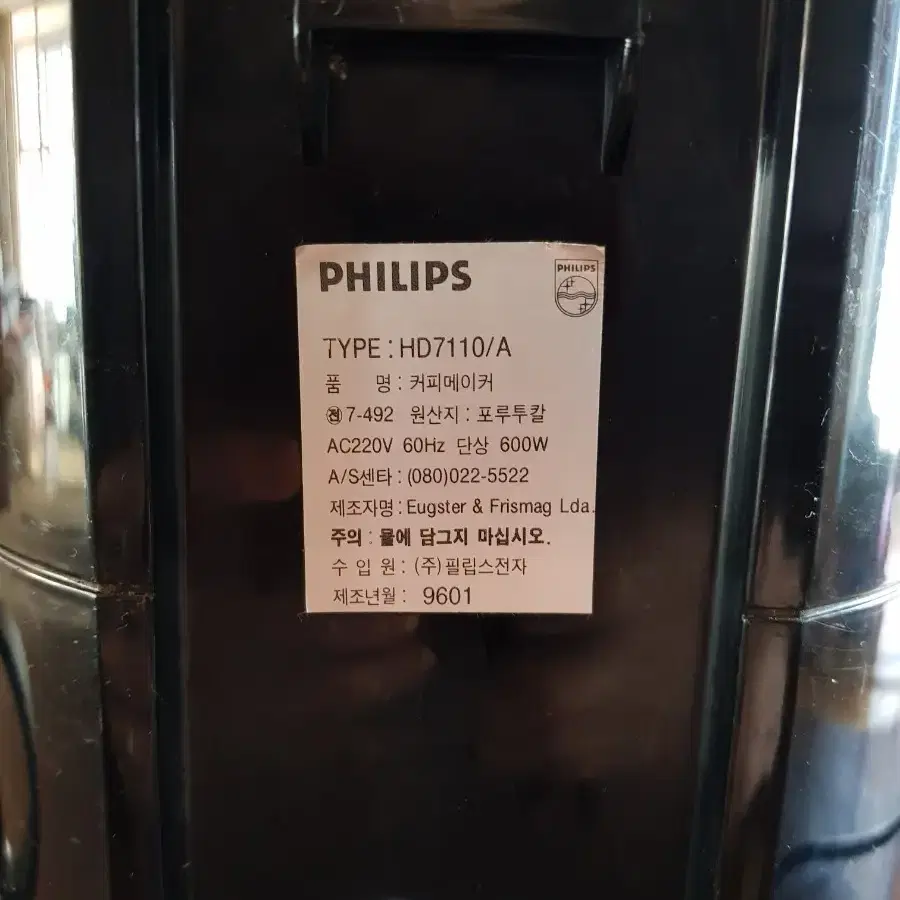 PHILIPS
PHILIPS
TYPE : HD7110/A
품 명 : 커피메이커
㉠7-492 원산지 : 포루투칼
AC220V 60Hz 단상 600W
A/S센타 : (080)022-5522
제조자명 : Eugster & Frismag Lda.
주의 : 물에 담그지 마십시오.
수 입 원 : (주)필립스전자
제조년월 : 9601